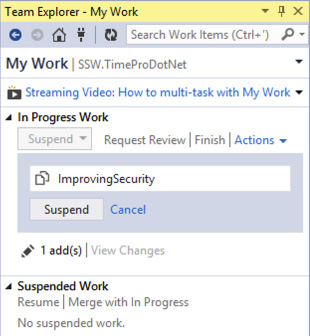 Team Explorer - My Work
Search Work Items (Ctrl+')
My Work | SSW.TimeProDotNet
Streaming Video: How to multi-task with My Work
In Progress Work
Suspend Request Review | Finish | Actions
ImprovingSecurity
Suspend Cancel
1 add(s) | View Changes
Suspended Work
Resume | Merge with In Progress
No suspended work.